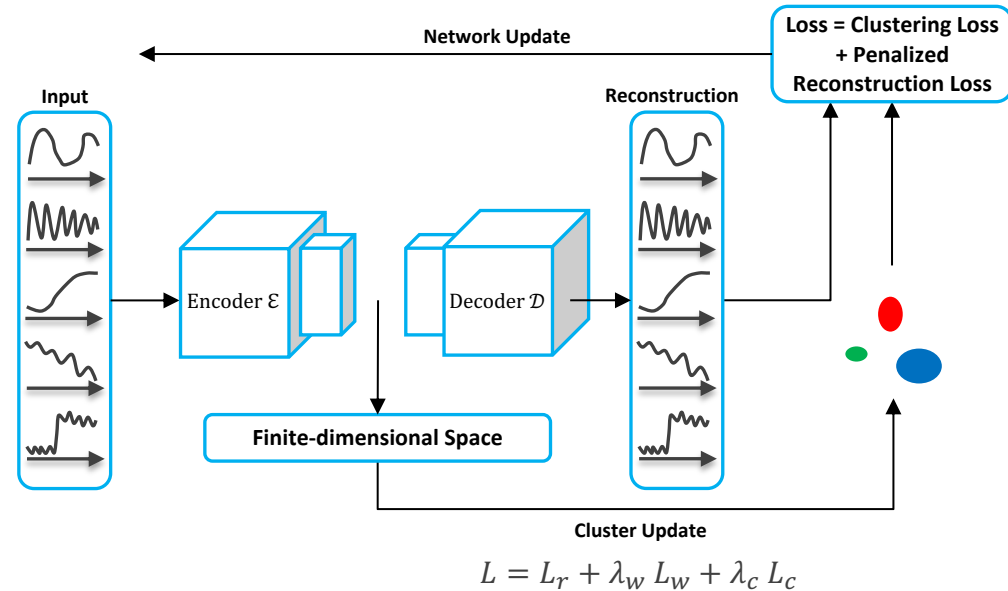 Network Update
Loss = Clustering Loss
+ Penalized
Reconstruction Loss
Input
Reconstruction
Encoder ℰ
Decoder 𝒟
Finite-dimensional Space
Cluster Update
L = L_r + λ_w L_w + λ_c L_c